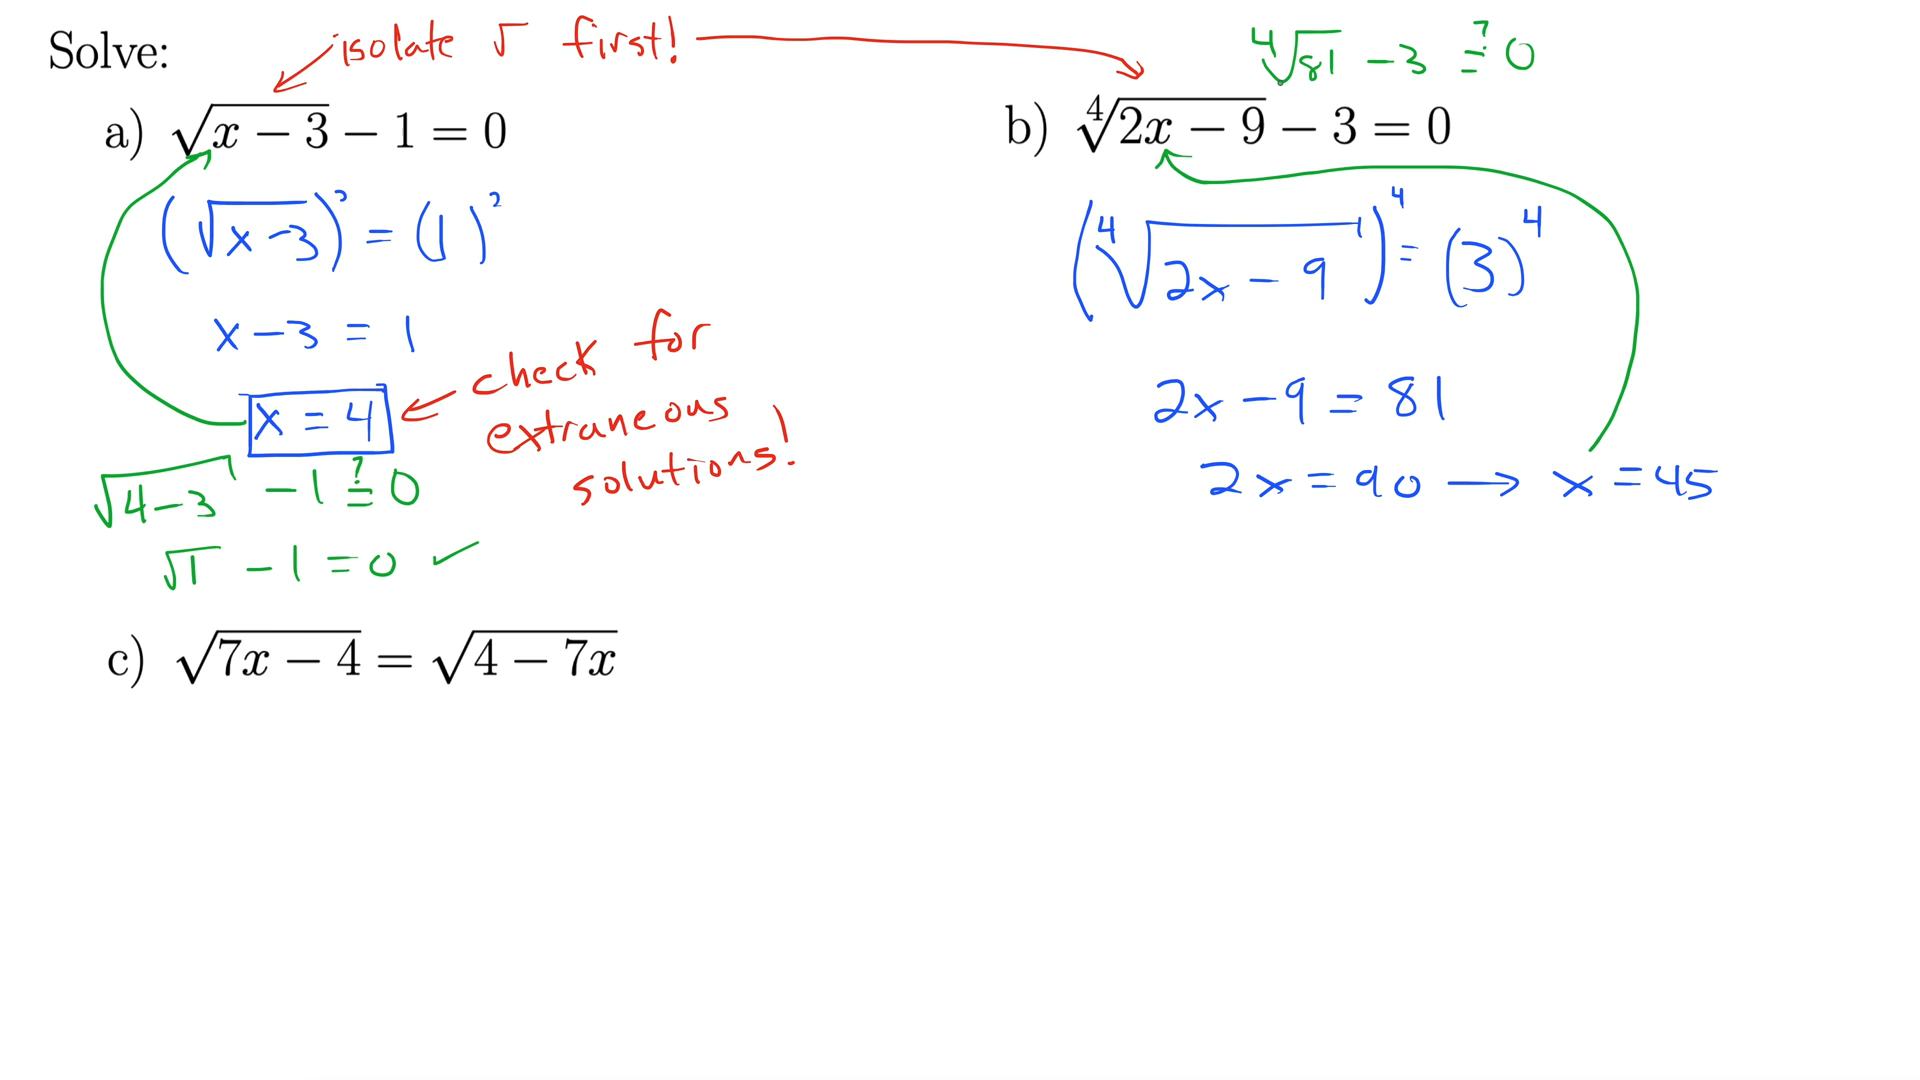 Solve:
isolate √ first!
a) √(x − 3) − 1 = 0
(√(x−3))² = (1)²
x−3 = 1
x = 4
check for
extraneous
solutions!
√(4−3) −1 ≟ 0
√1 −1 = 0 ✓
⁴√81 −3 ≟ 0
b) ⁴√(2x − 9) − 3 = 0
(⁴√(2x − 9))⁴ = (3)⁴
2x −9 = 81
2x = 90 → x = 45
c) √(7x − 4) = √(4 − 7x)